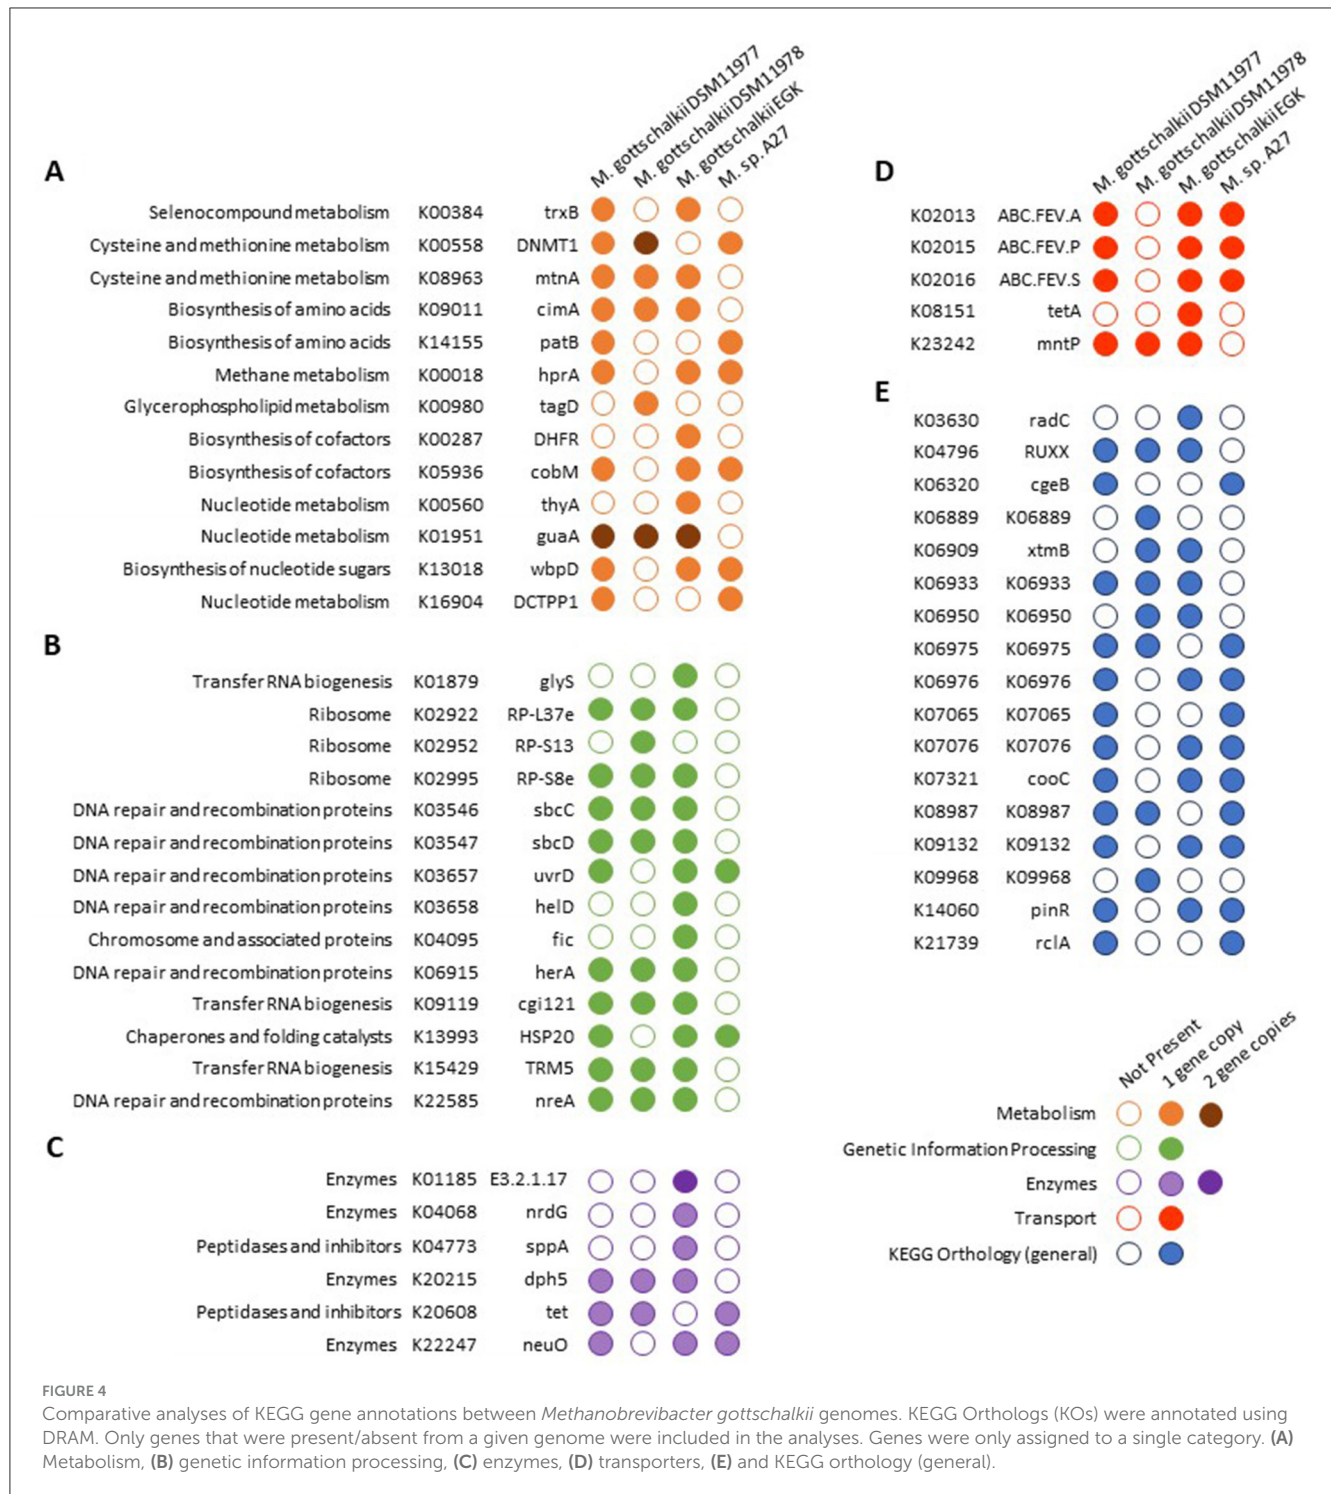 M. gottschalkii DSM11977
M. gottschalkii DSM11978
M. gottschalkii EGK
M. sp. A27
A
Selenocompound metabolism K00384 trxB
Cysteine and methionine metabolism K00558 DNMT1
Cysteine and methionine metabolism K08963 mtnA
Biosynthesis of amino acids K09011 cimA
Biosynthesis of amino acids K14155 patB
Methane metabolism K00018 hprA
Glycerophospholipid metabolism K00980 tagD
Biosynthesis of cofactors K00287 DHFR
Biosynthesis of cofactors K05936 cobM
Nucleotide metabolism K00560 thyA
Nucleotide metabolism K01951 guaA
Biosynthesis of nucleotide sugars K13018 wbpD
Nucleotide metabolism K16904 DCTPP1
B
Transfer RNA biogenesis K01879 glyS
Ribosome K02922 RP-L37e
Ribosome K02952 RP-S13
Ribosome K02995 RP-S8e
DNA repair and recombination proteins K03546 sbcC
DNA repair and recombination proteins K03547 sbcD
DNA repair and recombination proteins K03657 uvrD
DNA repair and recombination proteins K03658 helD
Chromosome and associated proteins K04095 fic
DNA repair and recombination proteins K06915 herA
Transfer RNA biogenesis K09119 cgi121
Chaperones and folding catalysts K13993 HSP20
Transfer RNA biogenesis K15429 TRM5
DNA repair and recombination proteins K22585 nreA
C
Enzymes K01185 E3.2.1.17
Enzymes K04068 nrdG
Peptidases and inhibitors K04773 sppA
Enzymes K20215 dph5
Peptidases and inhibitors K20608 tet
Enzymes K22247 neuO
M. gottschalkii DSM11977
M. gottschalkii DSM11978
M. gottschalkii EGK
M. sp. A27
D
K02013 ABC.FEV.A
K02015 ABC.FEV.P
K02016 ABC.FEV.S
K08151 tetA
K23242 mntP
E
K03630 radC
K04796 RUXX
K06320 cgeB
K06889 K06889
K06909 xtmB
K06933 K06933
K06950 K06950
K06975 K06975
K06976 K06976
K07065 K07065
K07076 K07076
K07321 cooC
K08987 K08987
K09132 K09132
K09968 K09968
K14060 pinR
K21739 rclA
Not Present
1 gene copy
2 gene copies
Metabolism
Genetic Information Processing
Enzymes
Transport
KEGG Orthology (general)
FIGURE 4
Comparative analyses of KEGG gene annotations between Methanobrevibacter gottschalkii genomes. KEGG Orthologs (KOs) were annotated using
DRAM. Only genes that were present/absent from a given genome were included in the analyses. Genes were only assigned to a single category. (A)
Metabolism, (B) genetic information processing, (C) enzymes, (D) transporters, (E) and KEGG orthology (general).